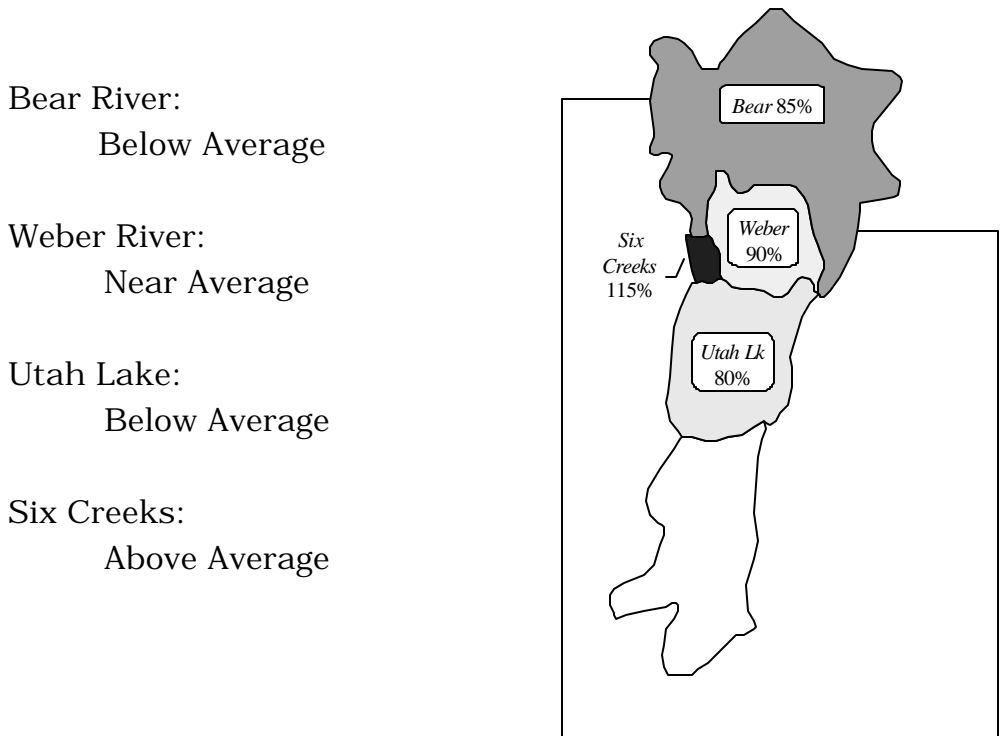 Bear River:
Below Average
Weber River:
Near Average
Utah Lake:
Below Average
Six Creeks:
Above Average
Bear 85%
Weber
90%
Six
Creeks
115%
Utah Lk
80%